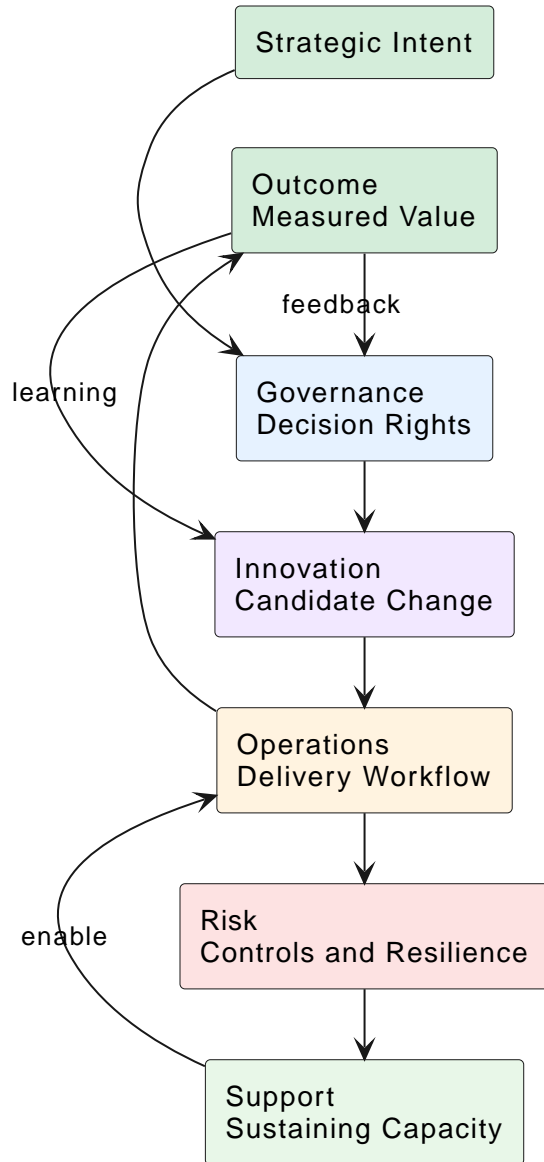 Strategic Intent
Outcome
Measured Value
feedback
learning
Governance
Decision Rights
Innovation
Candidate Change
Operations
Delivery Workflow
Risk
Controls and Resilience
enable
Support
Sustaining Capacity